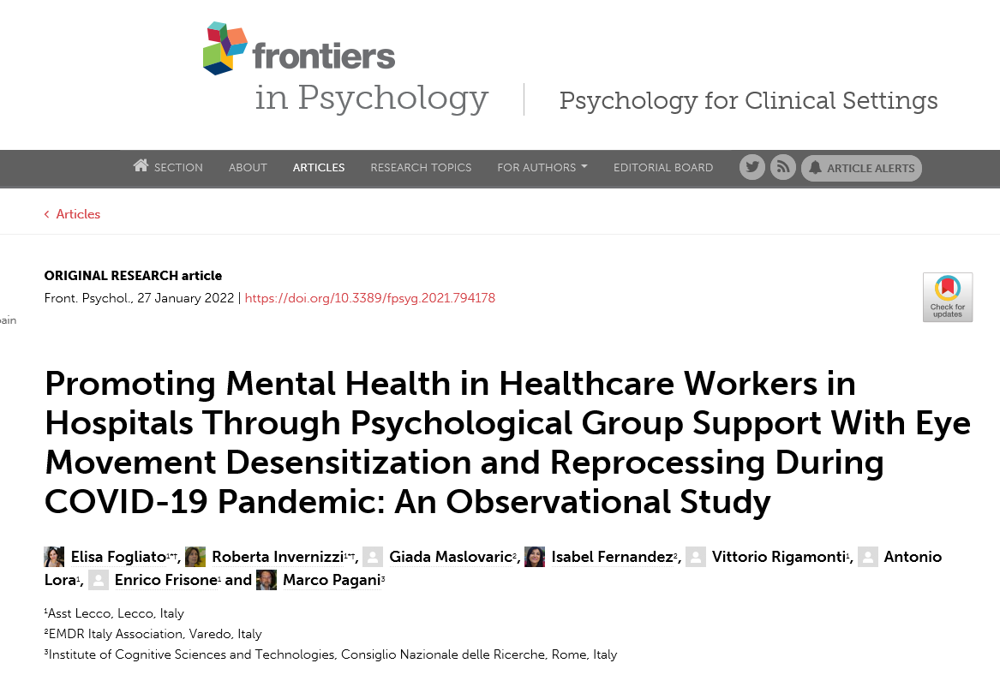 frontiers
in Psychology
Psychology for Clinical Settings
SECTION ABOUT ARTICLES RESEARCH TOPICS FOR AUTHORS EDITORIAL BOARD ARTICLE ALERTS
‹ Articles
ORIGINAL RESEARCH article
Front. Psychol., 27 January 2022 | https://doi.org/10.3389/fpsyg.2021.794178
Check for
updates
ain
Promoting Mental Health in Healthcare Workers in
Hospitals Through Psychological Group Support With Eye
Movement Desensitization and Reprocessing During
COVID-19 Pandemic: An Observational Study
Elisa Fogliato¹*†, Roberta Invernizzi¹*†, Giada Maslovaric², Isabel Fernandez², Vittorio Rigamonti¹, Antonio
Lora¹, Enrico Frisone¹ and Marco Pagani³
¹Asst Lecco, Lecco, Italy
²EMDR Italy Association, Varedo, Italy
³Institute of Cognitive Sciences and Technologies, Consiglio Nazionale delle Ricerche, Rome, Italy